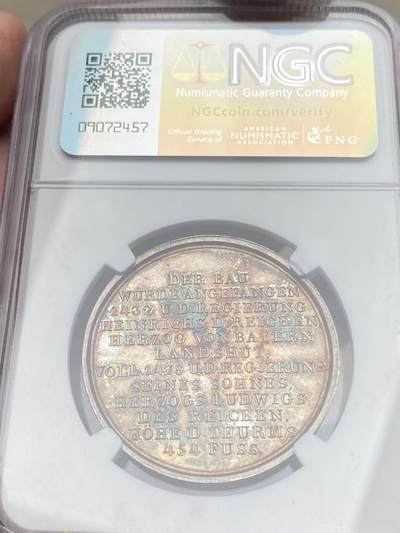 NGC
Numismatic Guaranty Company
NGCcoin.com/verify
09072457
Official Grading
Service of
AMERICAN
NUMISMATIC
ASSOCIATION
PNG
DER BAU
WURDE ANGEFANGEN
1432 U.D. REGIERUNG
HEINRICHS D. REICHEN
HERZOG VON BAIERN
LANDSHUT.
VOLL. 1478 U.D. REGIERUNG
SEINES SOHNES,
HERZOGS LUDWIGS
DES REICHEN.
HÖHE D. THURMS
454 FUSS.